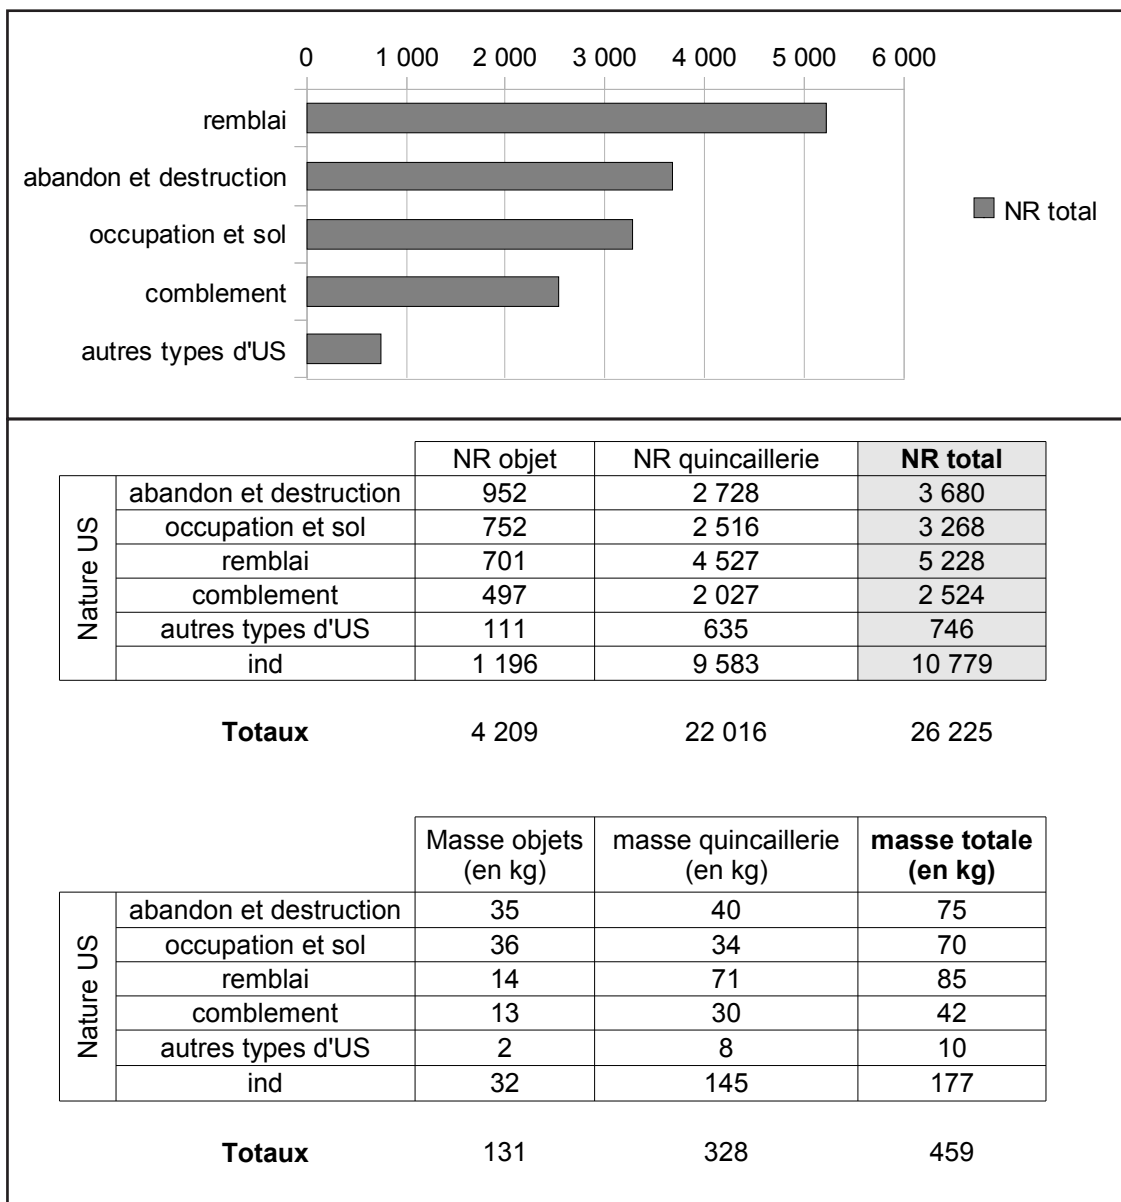 0 1 000 2 000 3 000 4 000 5 000 6 000
remblai
abandon et destruction
occupation et sol
comblement
autres types d'US
NR total
NR objet NR quincaillerie NR total
Nature US
abandon et destruction 952 2 728 3 680
occupation et sol 752 2 516 3 268
remblai 701 4 527 5 228
comblement 497 2 027 2 524
autres types d'US 111 635 746
ind 1 196 9 583 10 779
Totaux 4 209 22 016 26 225
Masse objets masse quincaillerie masse totale
(en kg) (en kg) (en kg)
Nature US
abandon et destruction 35 40 75
occupation et sol 36 34 70
remblai 14 71 85
comblement 13 30 42
autres types d'US 2 8 10
ind 32 145 177
Totaux 131 328 459